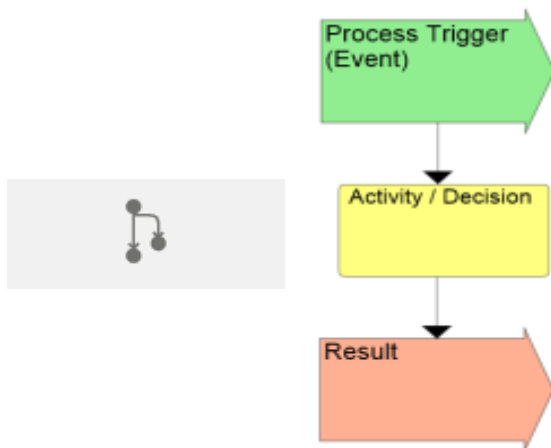 Process Trigger
(Event)
Activity / Decision
Result